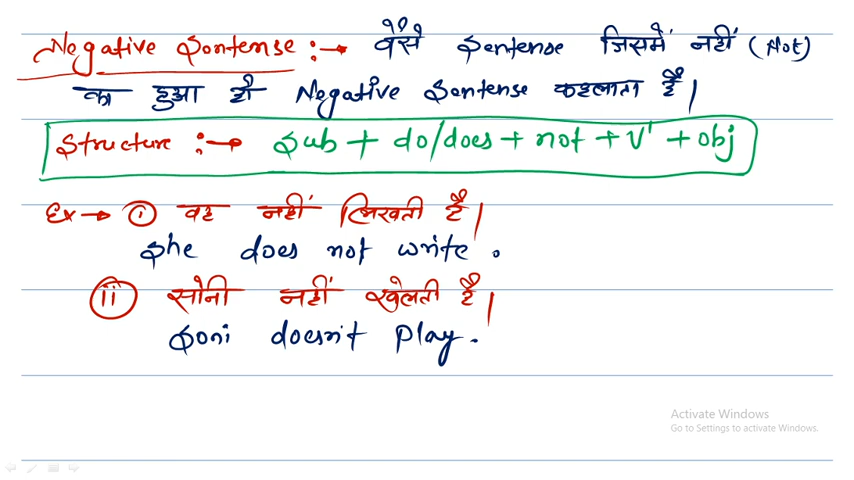 Negative Sentense :→ वैसे Sentense जिसमें नहीं (Not)
का हुआ हो Negative Sentense कहलाता है।
Structure :→ Sub + do/does + not + V¹ + obj
Ex → (i) वह नहीं लिखती है।
She does not write.
(ii) सोनी नहीं खेलती है।
Soni doesn't Play.
Activate Windows
Go to Settings to activate Windows.